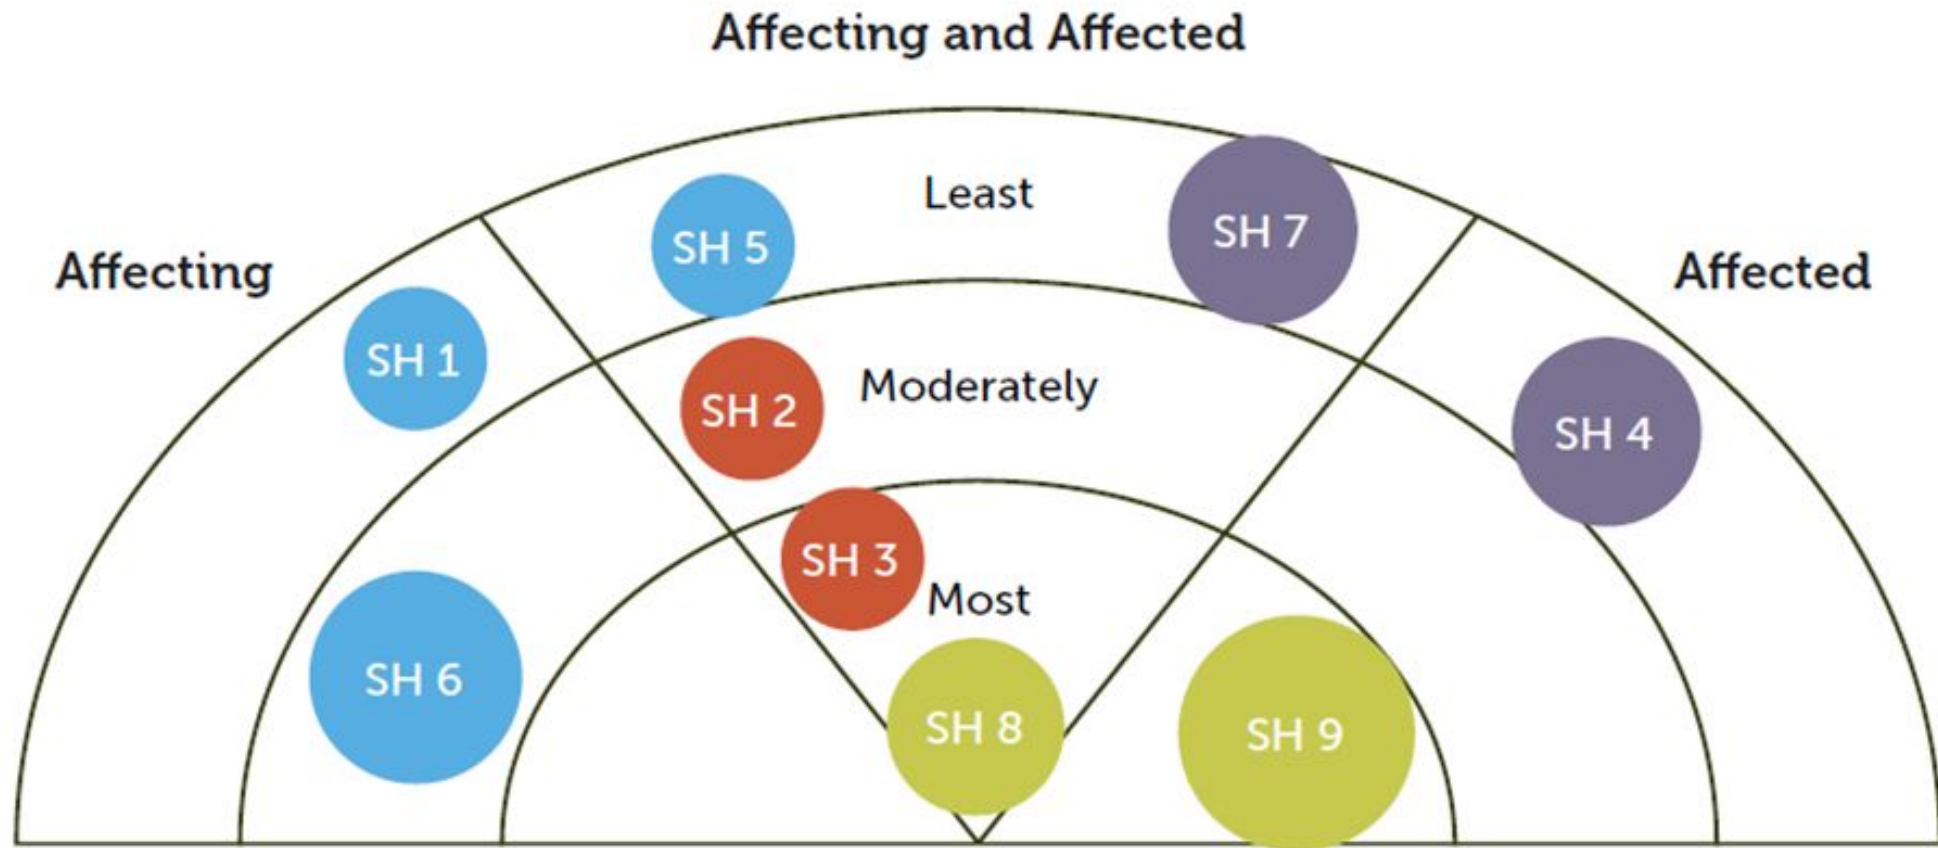 Affecting and Affected
Least
SH 5
SH 7
Affecting
Affected
SH 1
Moderately
SH 2
SH 4
SH 3
Most
SH 6
SH 8
SH 9